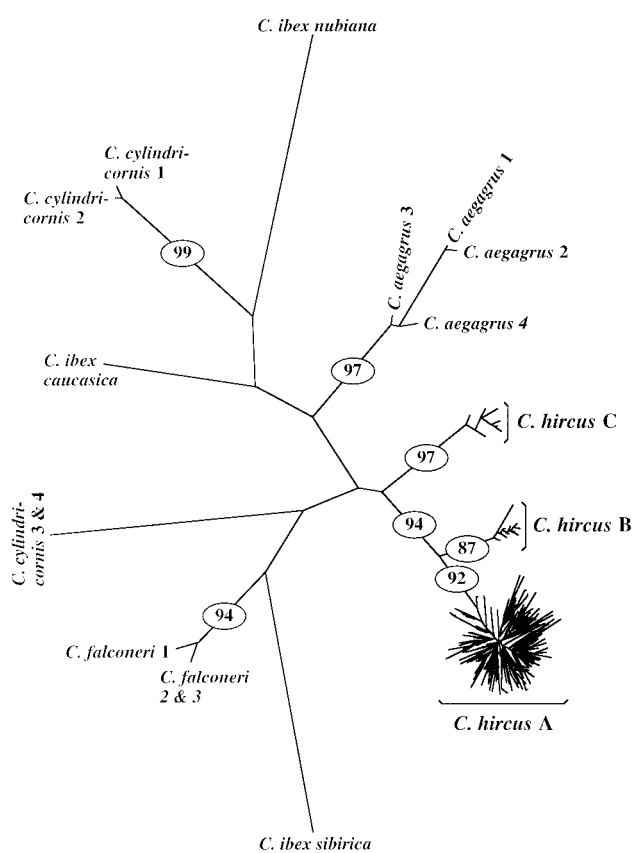 C. ibex nubiana
C. cylindri-
cornis 1
C. cylindri-
cornis 2
99
C. aegagrus 3
C. aegagrus 1
C. aegagrus 2
C. aegagrus 4
C. ibex
caucasica
97
C. hircus C
97
C. cylindri-
cornis 3 & 4
94
C. hircus B
87
92
94
C. falconeri 1
C. falconeri
2 & 3
C. hircus A
C. ibex sibirica